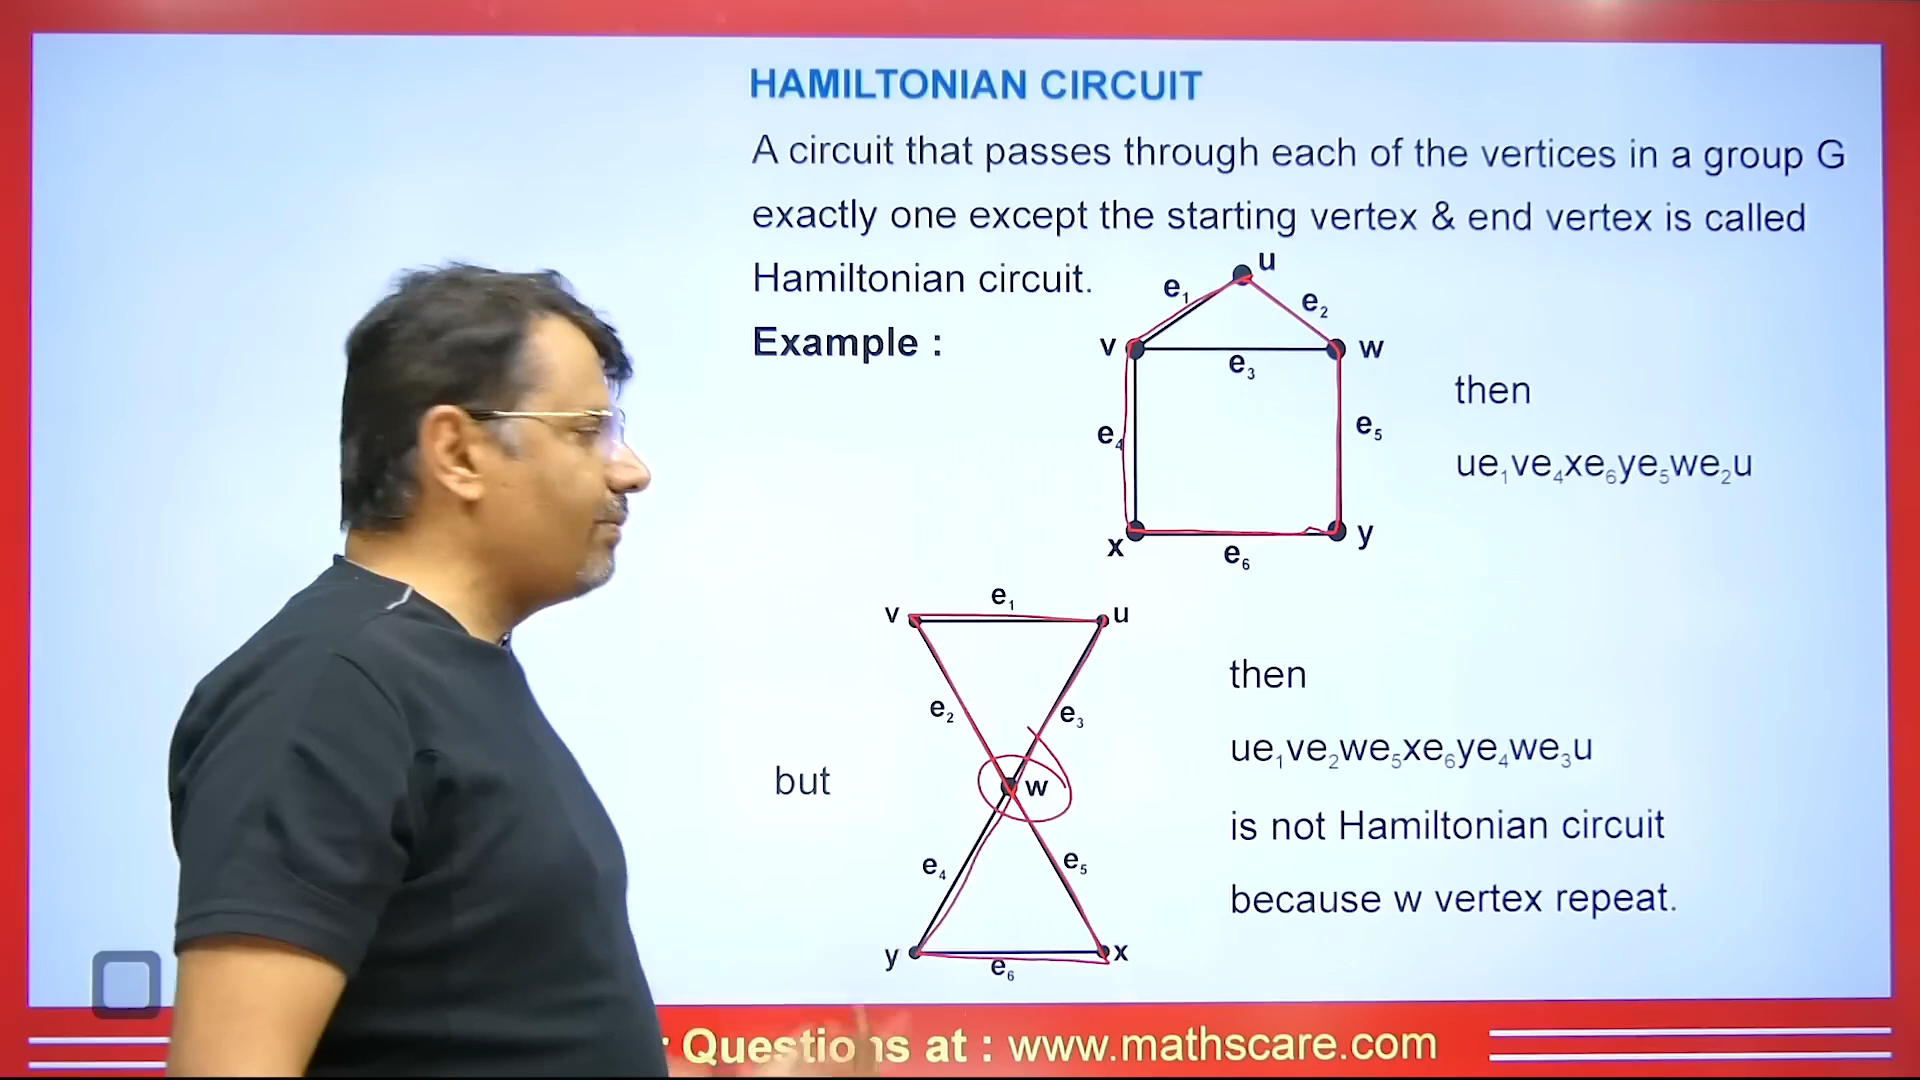 HAMILTONIAN CIRCUIT
A circuit that passes through each of the vertices in a group G
exactly one except the starting vertex & end vertex is called
Hamiltonian circuit.
Example :
u
e₁
e₂
v
w
e₃
e₄
e₅
x
y
e₆
then
ue₁ve₄xe₆ye₅we₂u
but
v
e₁
u
e₂
e₃
w
e₄
e₅
y
e₆
x
then
ue₁ve₂we₅xe₆ye₄we₃u
is not Hamiltonian circuit
because w vertex repeat.
Questions at : www.mathscare.com